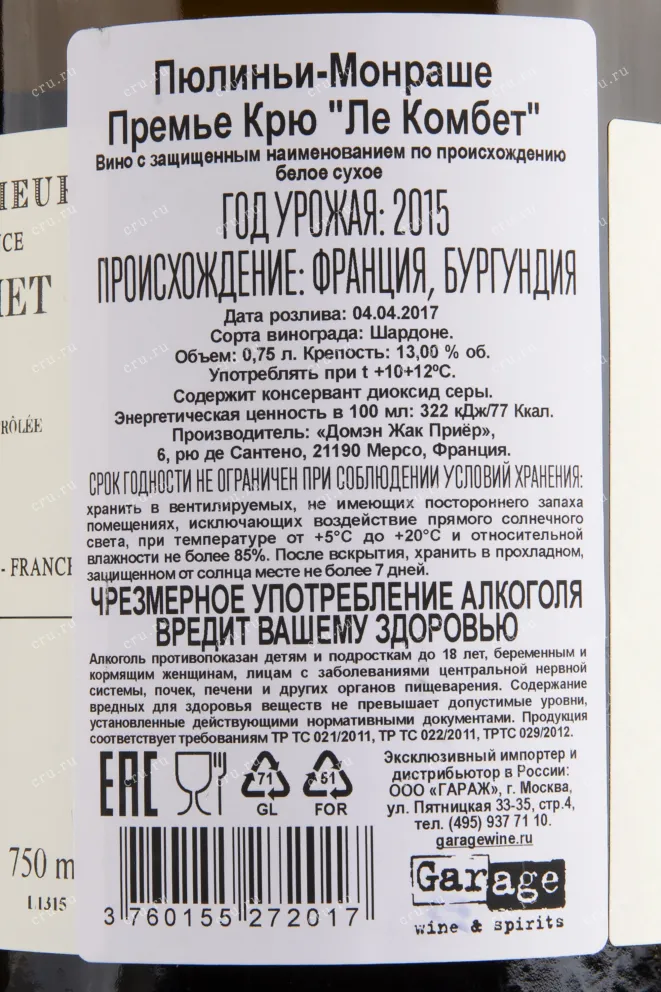 Пюлиньи-Монраше
Премье Крю "Ле Комбет"
Вино с защищенным наименованием по происхождению
белое сухое
ГОД УРОЖАЯ: 2015
ПРОИСХОЖДЕНИЕ: ФРАНЦИЯ, БУРГУНДИЯ
Дата розлива: 04.04.2017
Сорта винограда: Шардоне.
Объем: 0,75 л. Крепость: 13,00 % об.
Употреблять при t +10+12ºС.
Содержит консервант диоксид серы.
Энергетическая ценность в 100 мл: 322 кДж/77 Ккал.
Производитель: «Домэн Жак Приёр»,
6, рю де Сантено, 21190 Мерсо, Франция.
СРОК ГОДНОСТИ НЕ ОГРАНИЧЕН ПРИ СОБЛЮДЕНИИ УСЛОВИЙ ХРАНЕНИЯ:
хранить в вентилируемых, не имеющих постороннего запаха
помещениях, исключающих воздействие прямого солнечного
света, при температуре от +5°С до +20°С и относительной
влажности не более 85%. После вскрытия, хранить в прохладном,
защищенном от солнца месте не более 7 дней.
ЧРЕЗМЕРНОЕ УПОТРЕБЛЕНИЕ АЛКОГОЛЯ
ВРЕДИТ ВАШЕМУ ЗДОРОВЬЮ
Алкоголь противопоказан детям и подросткам до 18 лет, беременным и
кормящим женщинам, лицам с заболеваниями центральной нервной
системы, почек, печени и других органов пищеварения. Содержание
вредных для здоровья веществ не превышает допустимые уровни,
установленные действующими нормативными документами. Продукция
соответствует требованиям ТР ТС 021/2011, ТР ТС 022/2011, ТРТС 029/2012.
EAC
71
GL
51
FOR
Эксклюзивный импортер и
дистрибьютор в России:
ООО «ГАРАЖ», г. Москва,
ул. Пятницкая 33-35, стр.4,
тел. (495) 937 71 10.
garagewine.ru
Garage
wine & spirits
3 760155 272017
IEUR
NCE
HET
RÔLÉE
- FRANCE
750 m
L1315
cru.ru